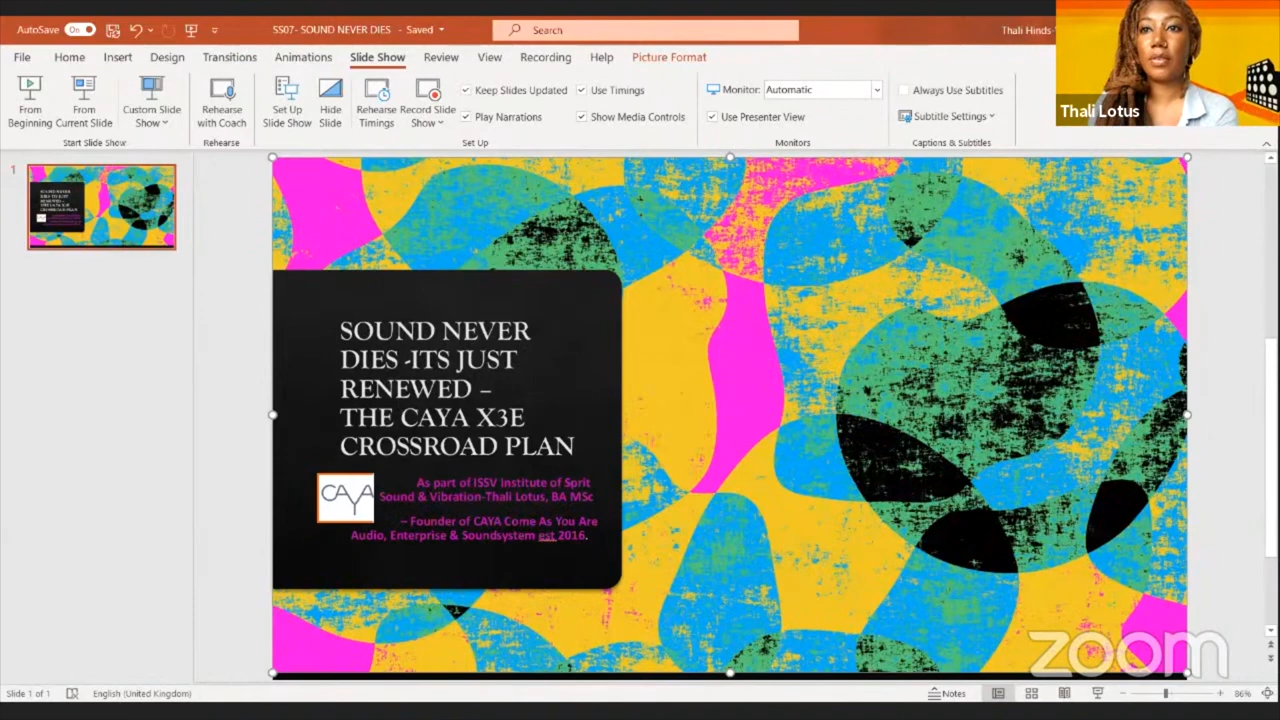 AutoSave On SS07- SOUND NEVER DIES - Saved Search Thali Hinds-
File Home Insert Design Transitions Animations Slide Show Review View Recording Help Picture Format
From Beginning
From Current Slide
Custom Slide Show
Rehearse with Coach
Set Up Slide Show
Hide Slide
Rehearse Timings
Record Slide Show
Keep Slides Updated
Play Narrations
Use Timings
Show Media Controls
Monitor: Automatic
Use Presenter View
Always Use Subtitles
Subtitle Settings
Thali Lotus
Start Slide Show Rehearse Set Up Monitors Captions & Subtitles
1
SOUND NEVER
DIES -ITS JUST
RENEWED –
THE CAYA X3E
CROSSROAD PLAN
CAYA
As part of ISSV Institute of Sprit
Sound & Vibration-Thali Lotus, BA MSc
– Founder of CAYA Come As You Are
Audo, Enterprise & Soundsystem est 2016.
zoom
Slide 1 of 1 English (United Kingdom) Notes 86%